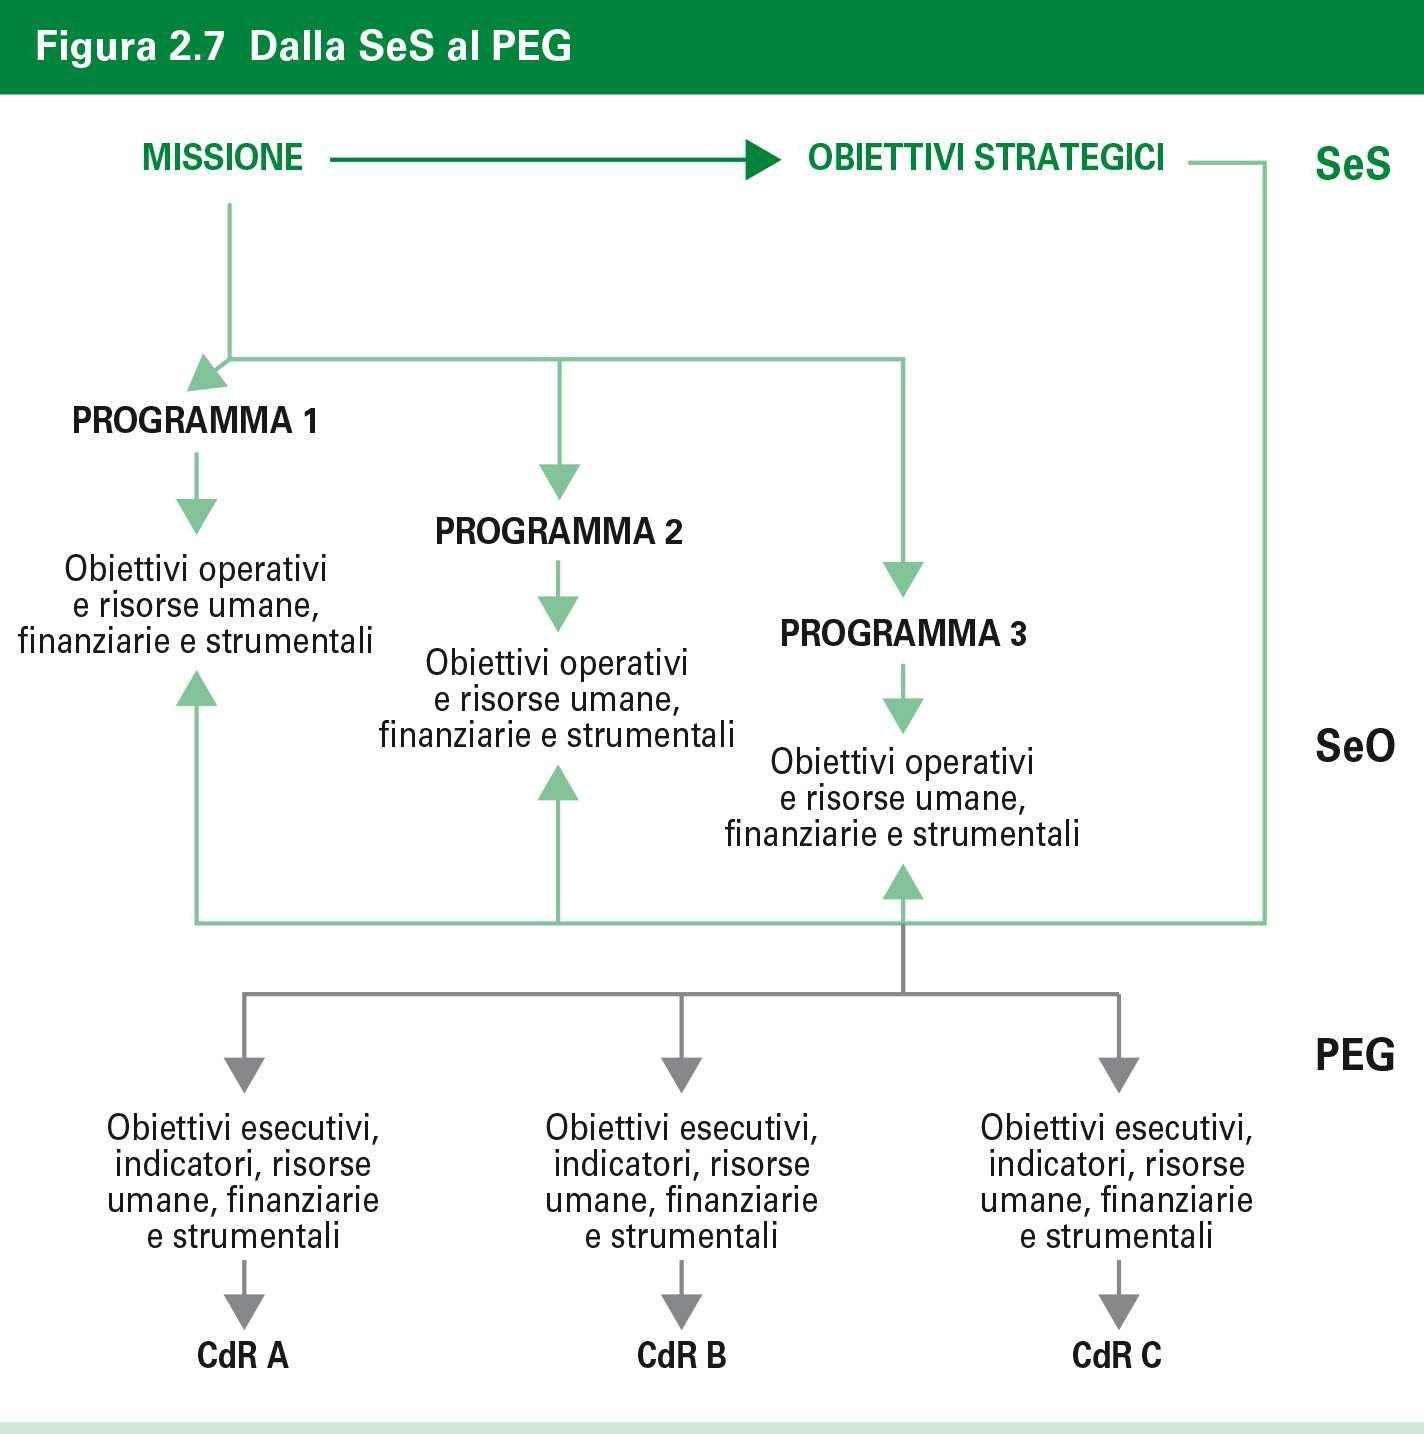 Figura 2.7 Dalla SeS al PEG
MISSIONE
OBIETTIVI STRATEGICI
SeS
PROGRAMMA 1
Obiettivi operativi
e risorse umane,
finanziarie e strumentali
PROGRAMMA 2
Obiettivi operativi
e risorse umane,
finanziarie e strumentali
PROGRAMMA 3
Obiettivi operativi
e risorse umane,
finanziarie e strumentali
SeO
PEG
Obiettivi esecutivi,
indicatori, risorse
umane, finanziarie
e strumentali
CdR A
Obiettivi esecutivi,
indicatori, risorse
umane, finanziarie
e strumentali
CdR B
Obiettivi esecutivi,
indicatori, risorse
umane, finanziarie
e strumentali
CdR C